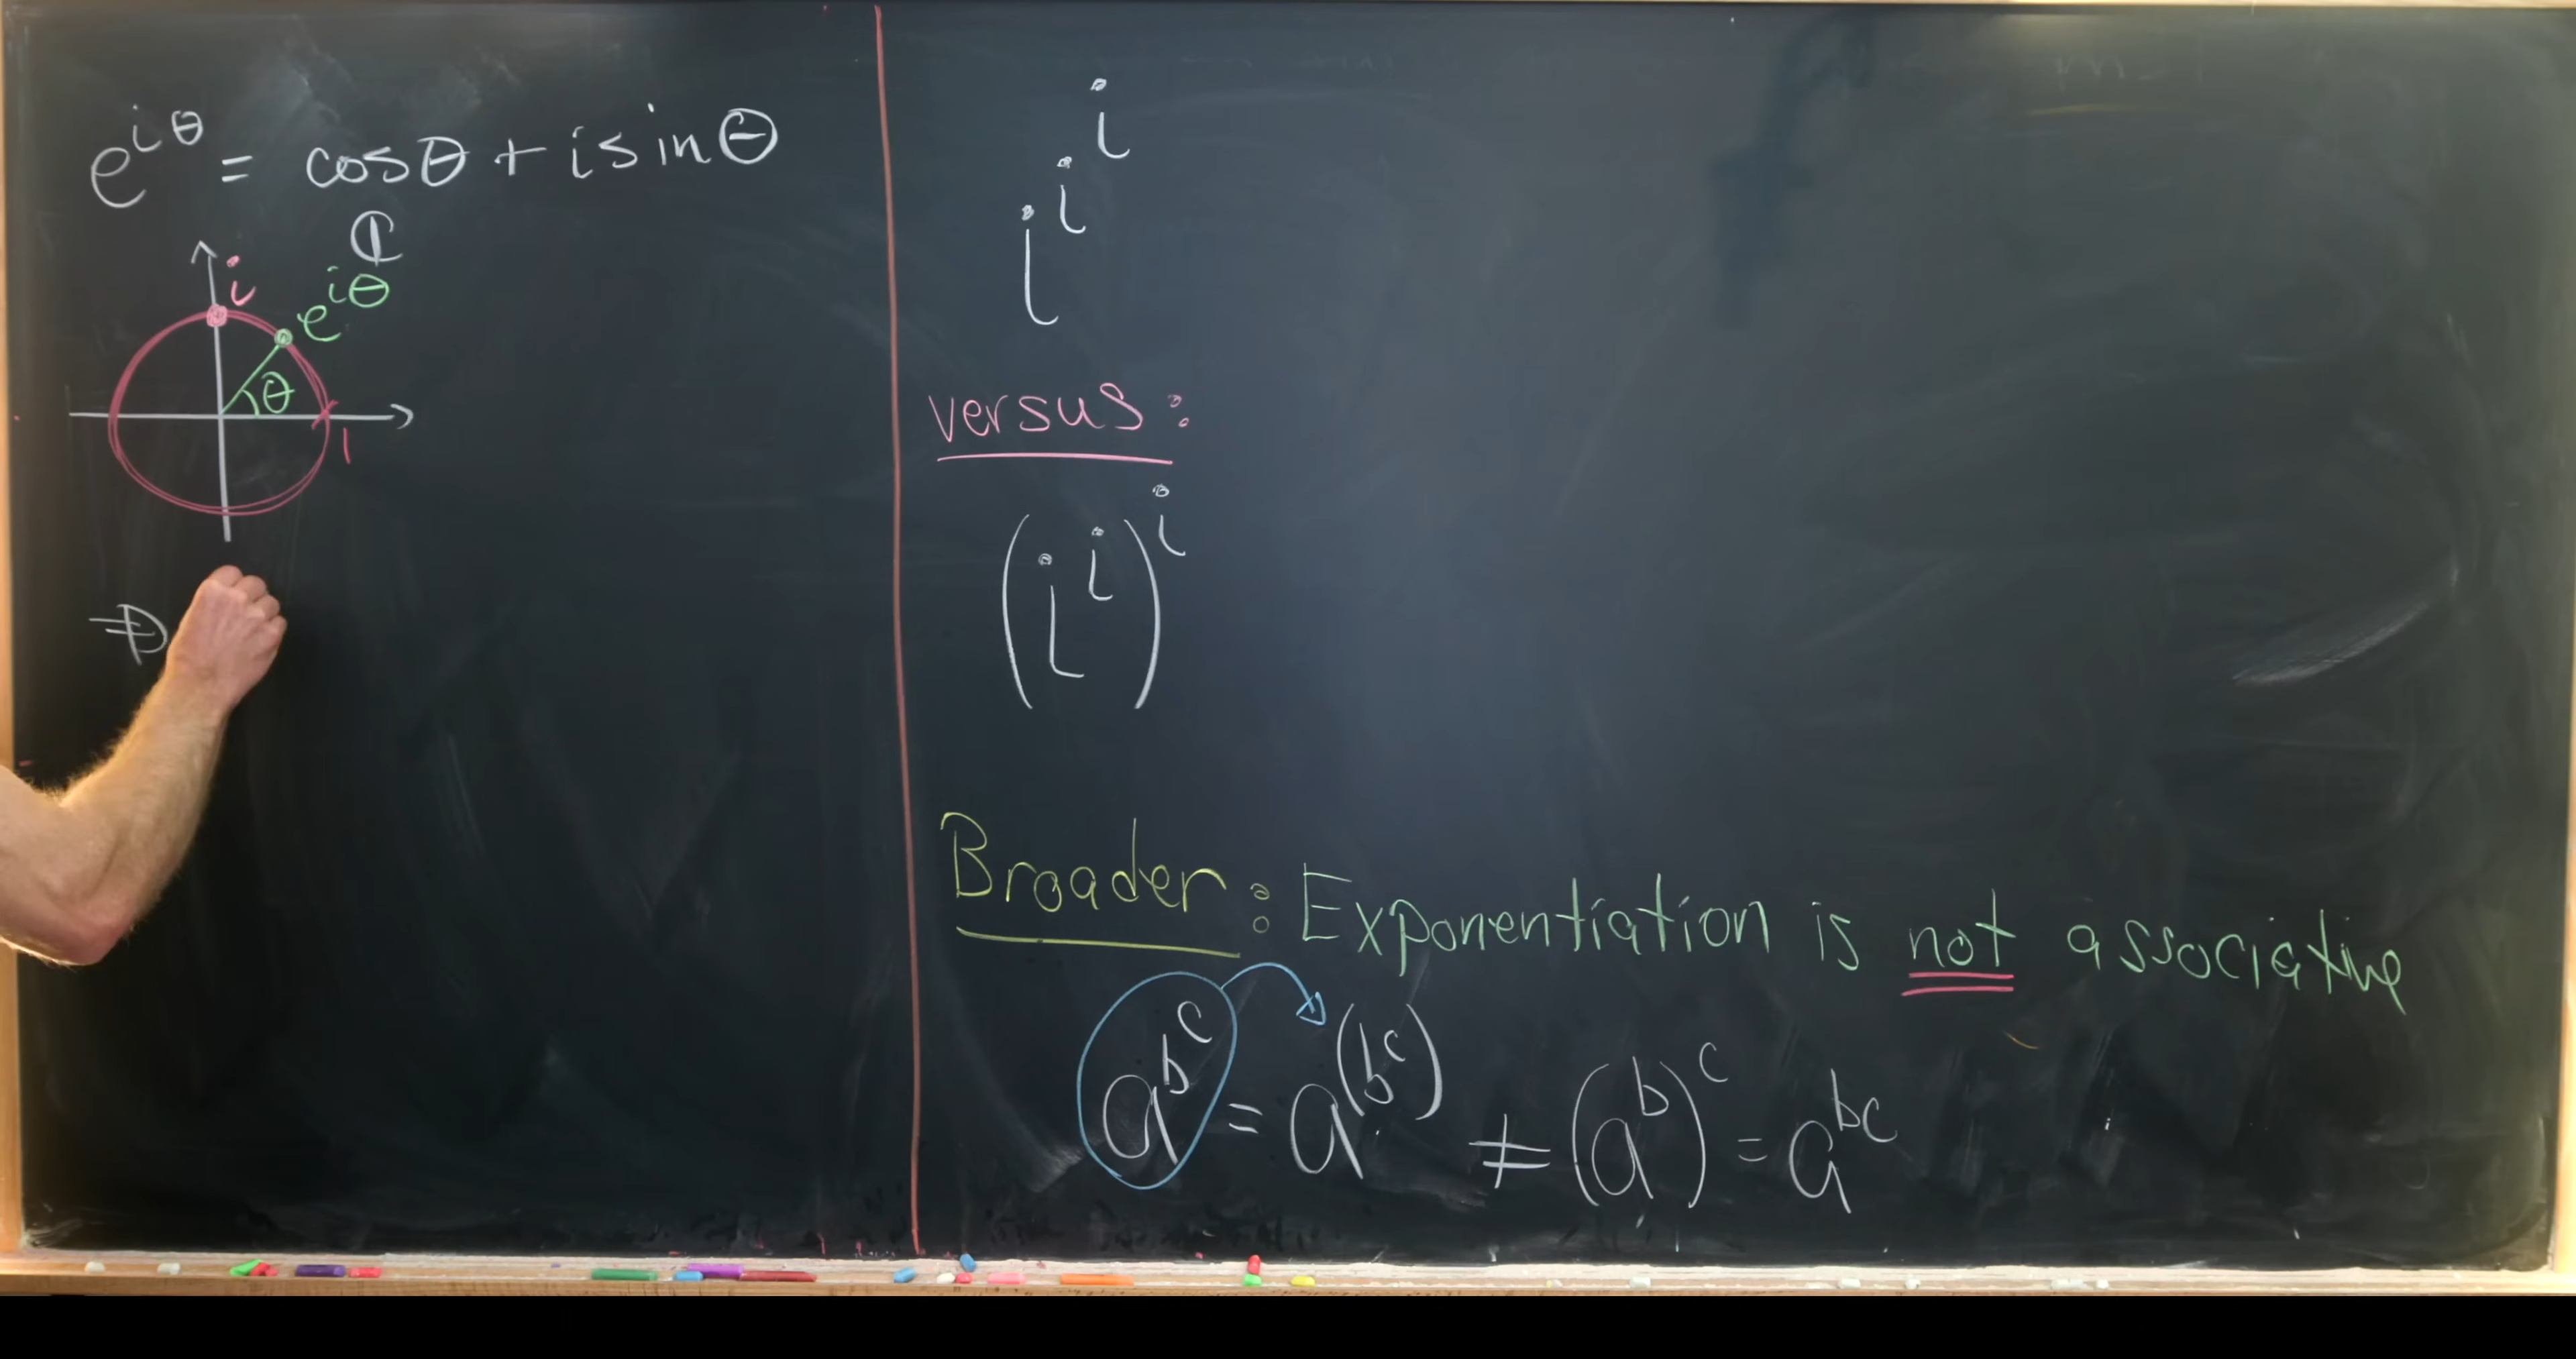 e^{iθ} = cosθ + i sinθ
ℂ
i
e^{iθ}
θ
1
⇒
i^{i^{i}}
versus:
(i^{i})^{i}
Broader: Exponentiation is not associative
a^{b^{c}} = a^{(b^{c})} ≠ (a^{b})^{c} = a^{bc}